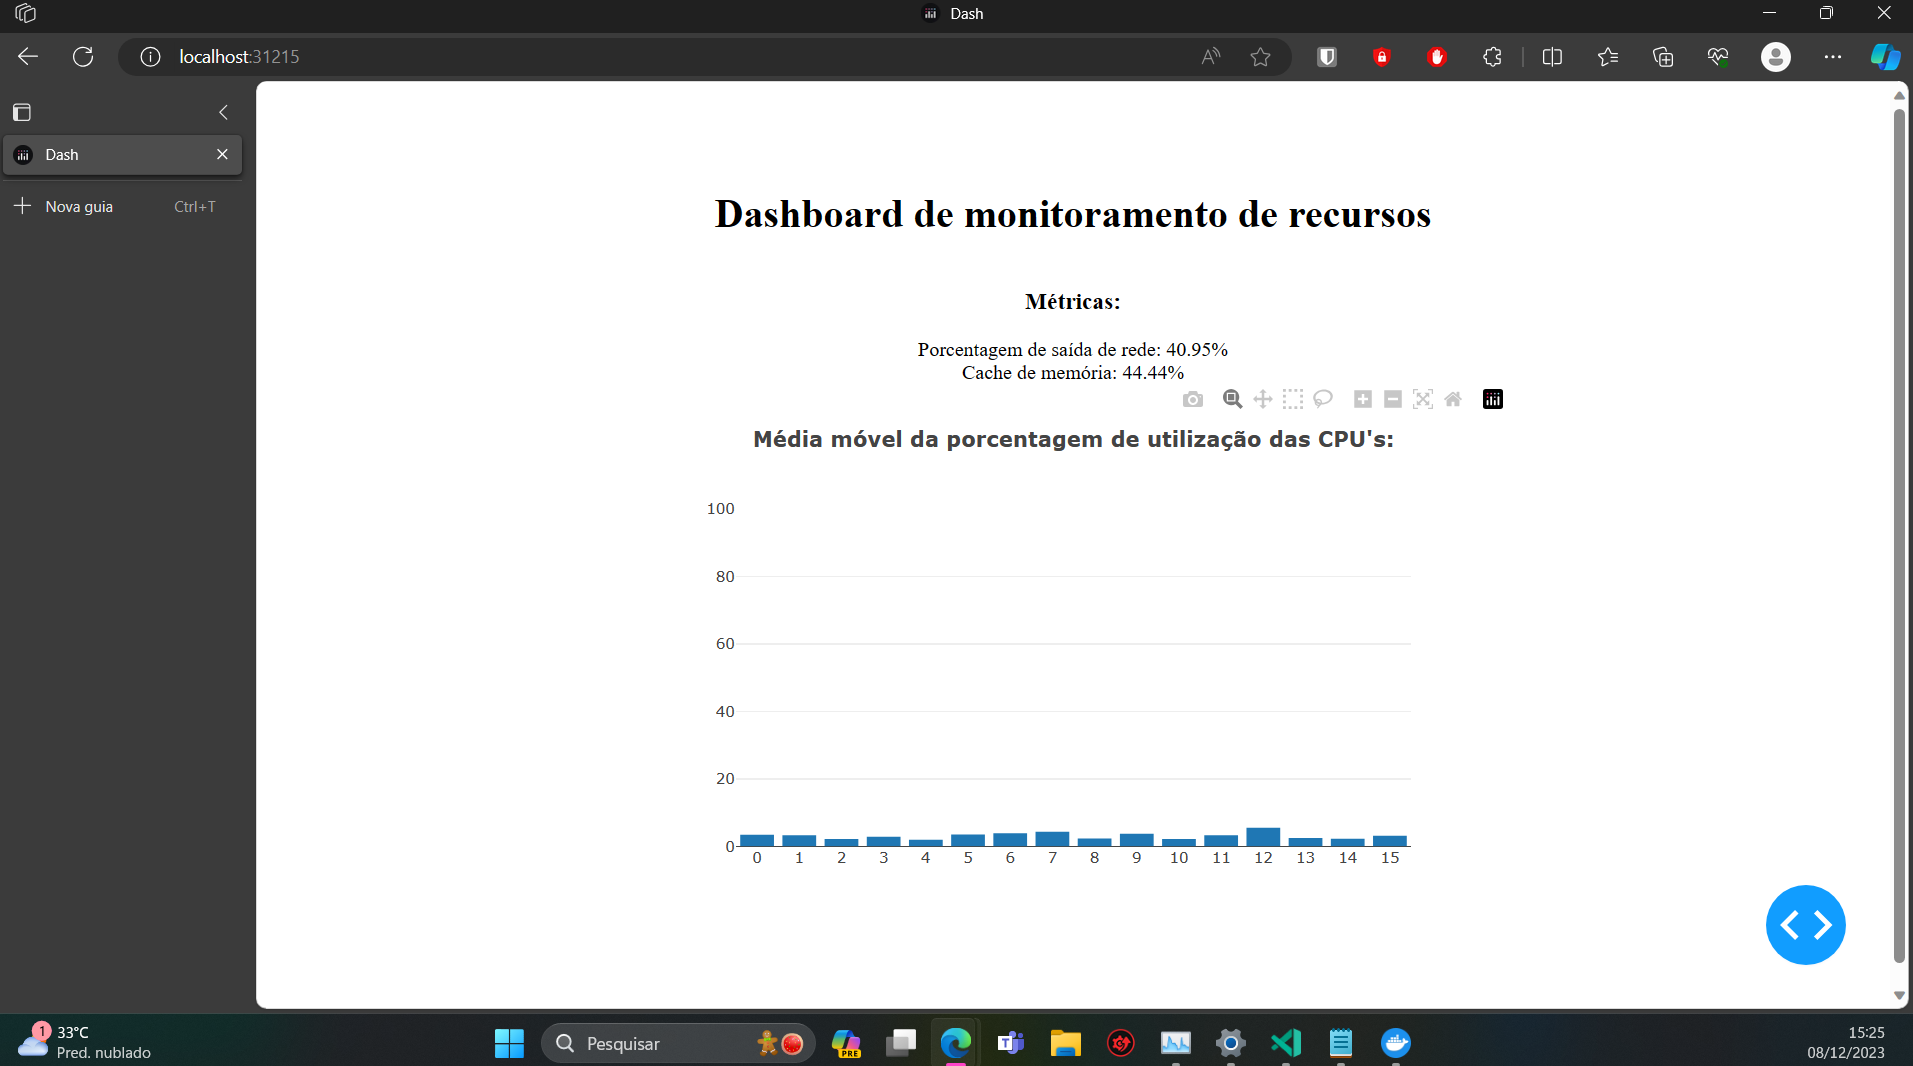 Dash
localhost:31215
Dash
Nova guia Ctrl+T
Dashboard de monitoramento de recursos
Métricas:
Porcentagem de saída de rede: 40.95%
Cache de memória: 44.44%
Média móvel da porcentagem de utilização das CPU's:
100
80
60
40
20
0
0 1 2 3 4 5 6 7 8 9 10 11 12 13 14 15
1
33°C
Pred. nublado
Pesquisar
PRE
15:25
08/12/2023